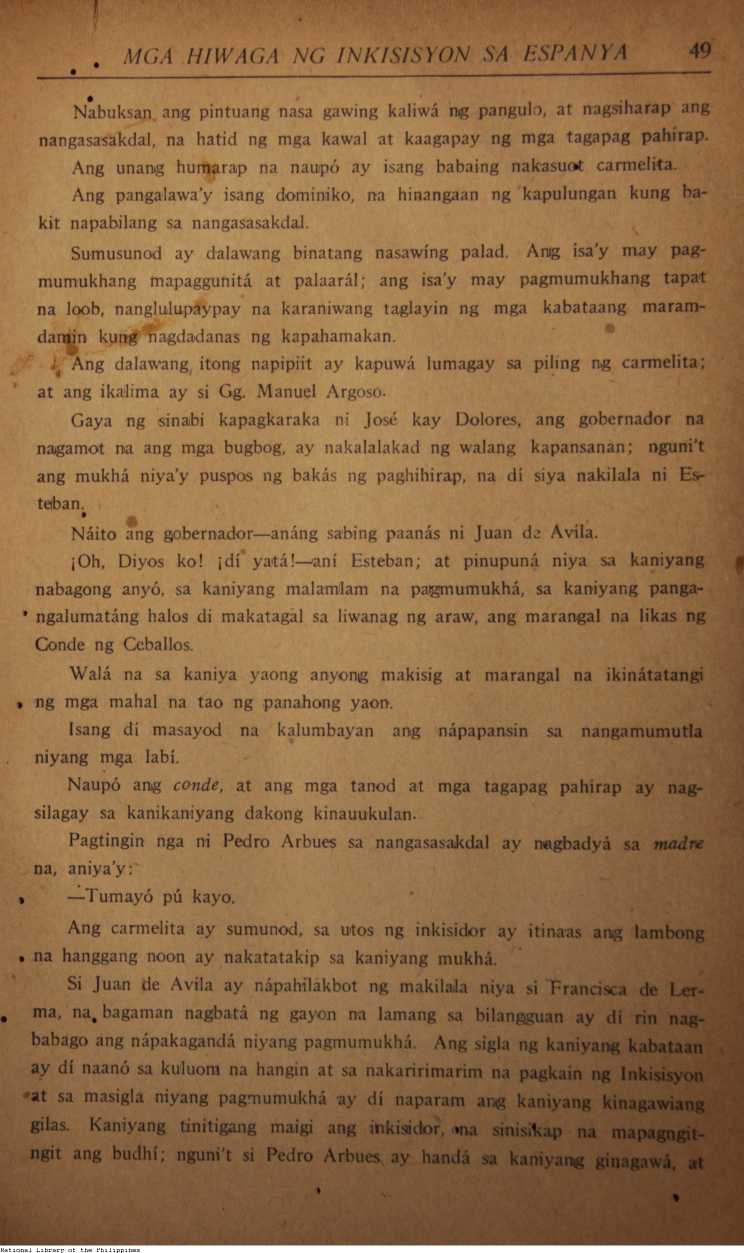 MGA HIWAGA NG INKISISYON SA ESPANYA 49
Nabuksan ang pintuang nasa gawing kaliwá ng pangulo, at nagsiharap ang
nangasasakdal, na hatid ng mga kawal at kaagapay ng mga tagapag pahirap.
Ang unang humarap na naupó ay isang babaing nakasuot carmelita.
Ang pangalawa'y isang dominiko, na hinangaan ng kapulungan kung ba-
kit napabilang sa nangasasakdal.
Sumusunod ay dalawang binatang nasawíng palad. Ang isa'y may pag-
mumukhang mapaggunitá at palaarál; ang isa'y may pagmumukhang tapat
na loob, nanglulupaypay na karaniwang taglayin ng mga kabataang maram-
damin kung nagdadanas ng kapahamakan.
Ang dalawang itong napipiit ay kapuwá lumagay sa piling ng carmelita;
at ang ikalima ay si Gg. Manuel Argoso.
Gaya ng sinabi kapagkaraka ni José kay Dolores, ang gobernador na
nagamot na ang mga bugbog, ay nakalalakad ng walang kapansanan; nguni't
ang mukhá niya'y puspos ng bakás ng paghihirap, na dí siya nakilala ni Es-
teban.
Náito ang gobernador—anáng sabing paanás ni Juan de Avila.
¡Oh, Diyos ko! ¡dí yatá!—aní Esteban; at pinupuná niya sa kaniyang
nabagong anyó, sa kaniyang malamlam na pagmumukhá, sa kaniyang panga-
ngalumatáng halos di makatagal sa liwanag ng araw, ang marangal na likas ng
Conde ng Ceballos.
Walá na sa kaniya yaong anyong makisig at marangal na ikinátatangi
ng mga mahal na tao ng panahong yaon.
Isang dí masayod na kalumbayan ang nápapansin sa nangamumutla
niyang mga labí.
Naupó ang conde, at ang mga tanod at mga tagapag pahirap ay nag-
silagay sa kanikaniyang dakong kinauukulan.
Pagtingin nga ni Pedro Arbues sa nangasasakdal ay nagbadyá sa madre
na, aniya'y:
—Tumayó pú kayo.
Ang carmelita ay sumunod, sa utos ng inkisidor ay itinaas ang lambong
na hanggang noon ay nakatatakip sa kaniyang mukhá.
Si Juan de Avila ay nápahilakbot ng makilala niya si Francisca de Ler-
ma, na bagaman nagbatá ng gayon na lamang sa bilangguan ay dí rin nag-
babago ang nápakagandá niyang pagmumukhá. Ang sigla ng kaniyang kabataan
ay dí naanó sa kuluom na hangin at sa nakaririmarim na pagkain ng Inkisisyon
at sa masigla niyang pagmumukhá ay dí naparam ang kaniyang kinagawiang
gilas. Kaniyang tinitigang maigi ang inkisidor, na sinisikap na mapagngit-
ngit ang budhí; nguni't si Pedro Arbues ay handá sa kaniyang ginagawá, at
National Library of the Philippines